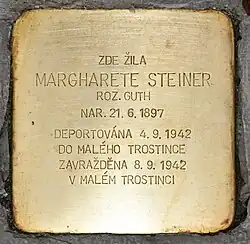 ZDE ŽILA
MARGHARETE STEINER
ROZ. GUTH
NAR. 21. 6. 1897
DEPORTOVÁNA 4. 9. 1942
DO MALÉHO TROSTINCE
ZAVRAŽDĚNA 8. 9. 1942
V MALÉM TROSTINCI